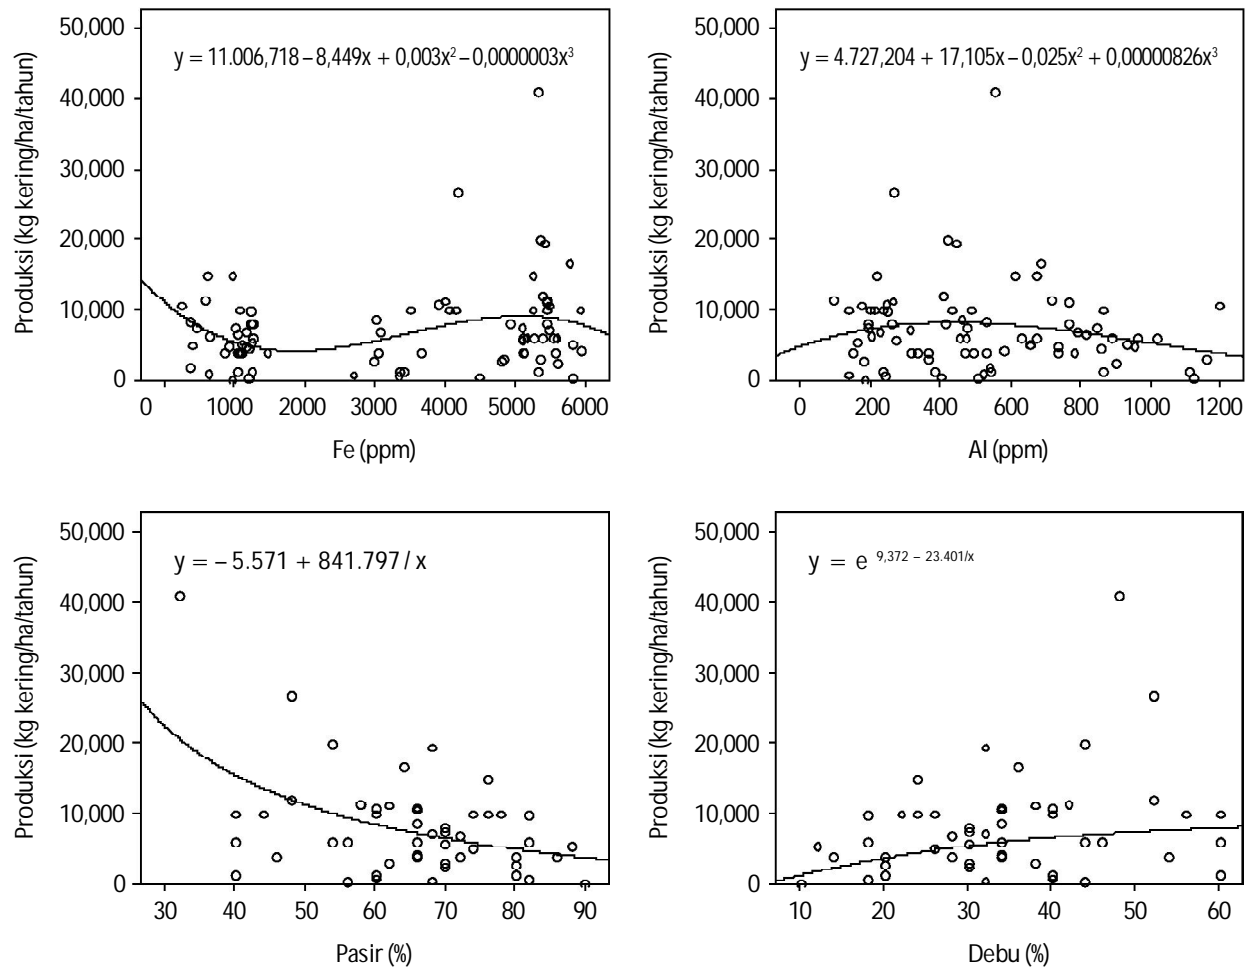 50,000
40,000
30,000
20,000
10,000
0
Produksi (kg kering/ha/tahun)
y = 11.006,718 – 8,449x + 0,003x² – 0,0000003x³
0 1000 2000 3000 4000 5000 6000
Fe (ppm)
50,000
40,000
30,000
20,000
10,000
0
Produksi (kg kering/ha/tahun)
y = 4.727,204 + 17,105x – 0,025x² + 0,00000826x³
0 200 400 600 800 1000 1200
Al (ppm)
50,000
40,000
30,000
20,000
10,000
0
Produksi (kg kering/ha/tahun)
y = – 5.571 + 841.797 / x
30 40 50 60 70 80 90
Pasir (%)
50,000
40,000
30,000
20,000
10,000
0
Produksi (kg kering/ha/tahun)
y = e 9,372 – 23.401/x
10 20 30 40 50 60
Debu (%)